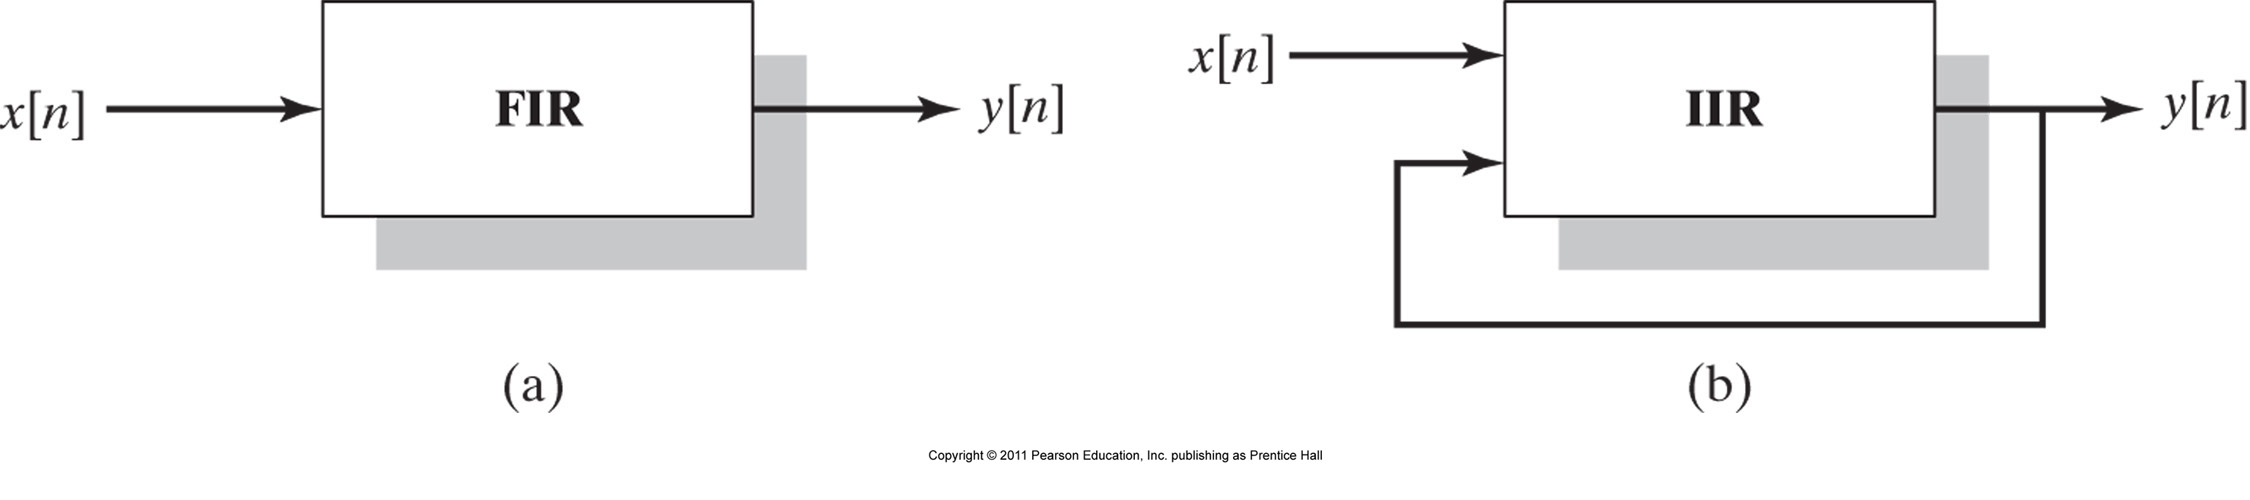 x[n]
FIR
y[n]
(a)
x[n]
IIR
y[n]
(b)
Copyright © 2011 Pearson Education, Inc. publishing as Prentice Hall